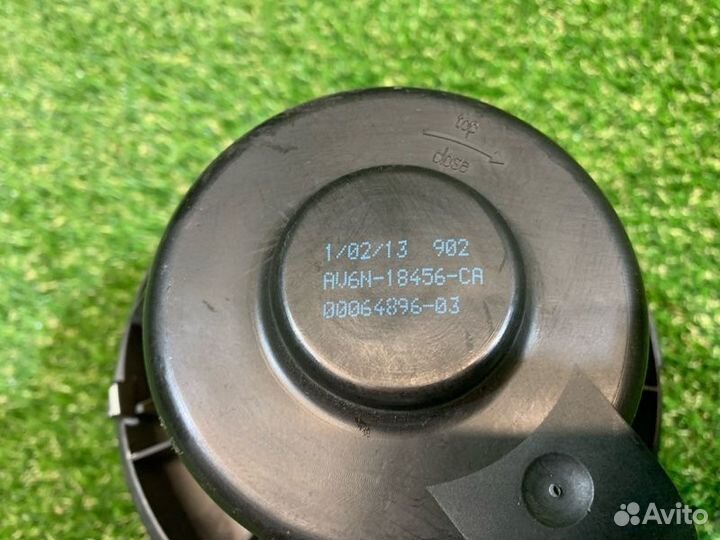 top
close
1/02/13 902
AV6N-18456-CA
00064896-03
Avito